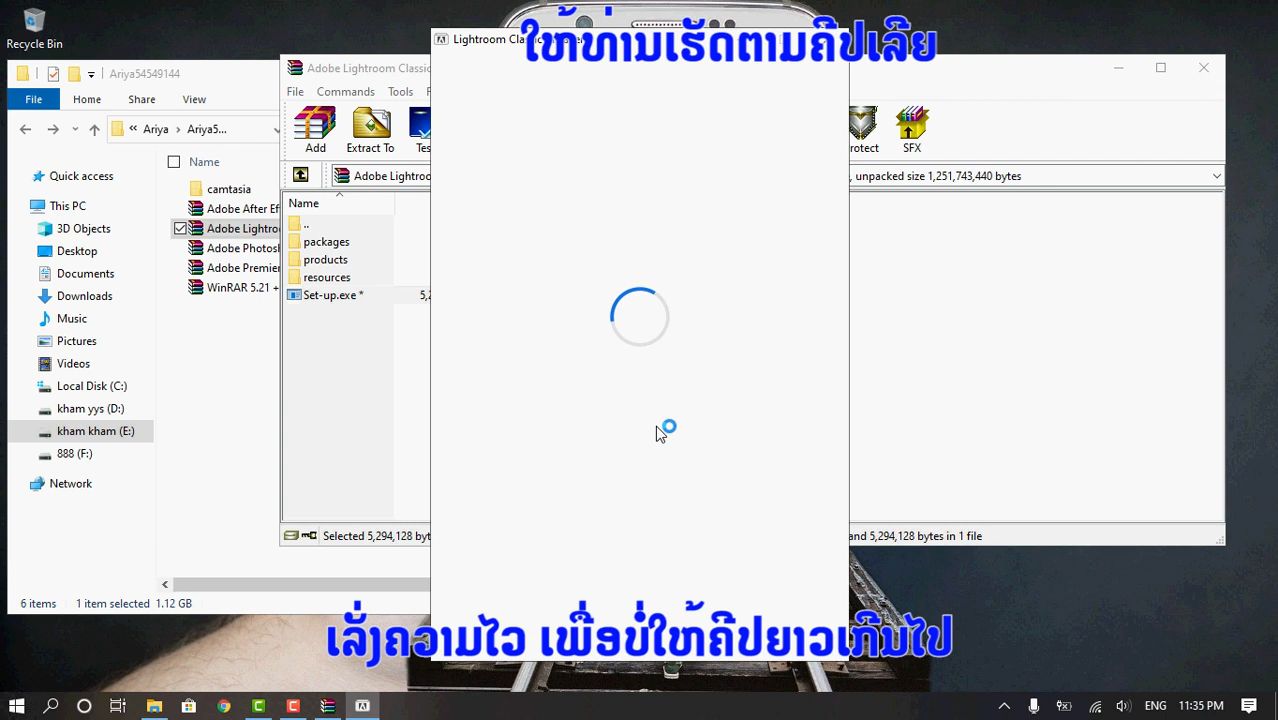 ໃຫ້ທ່ານເຮັດຕາມຄີປເລີຍ
Recycle Bin
Lightroom Clas
Ariya54549144
File
Home
Share
View
Ariya
Ariya5...
Name
Quick access
This PC
3D Objects
Desktop
Documents
Downloads
Music
Pictures
Videos
Local Disk (C:)
kham yys (D:)
kham kham (E:)
888 (F:)
Network
camtasia
Adobe After Ef
Adobe Lightro
Adobe Photosh
Adobe Premier
WinRAR 5.21 +
6 items
1 item selected 1.12 GB
Adobe Lightroom Classic
File
Commands
Tools
Add
Extract To
Tes
rotect
SFX
Adobe Lightroo
, unpacked size 1,251,743,440 bytes
Name
..
packages
products
resources
Set-up.exe *
5,2
Selected 5,294,128 byt
and 5,294,128 bytes in 1 file
ເລັ່ງຄວາມໄວ ເພື່ອບໍ່ໃຫ້ຄີປຍາວເກີນໄປ
ENG
11:35 PM